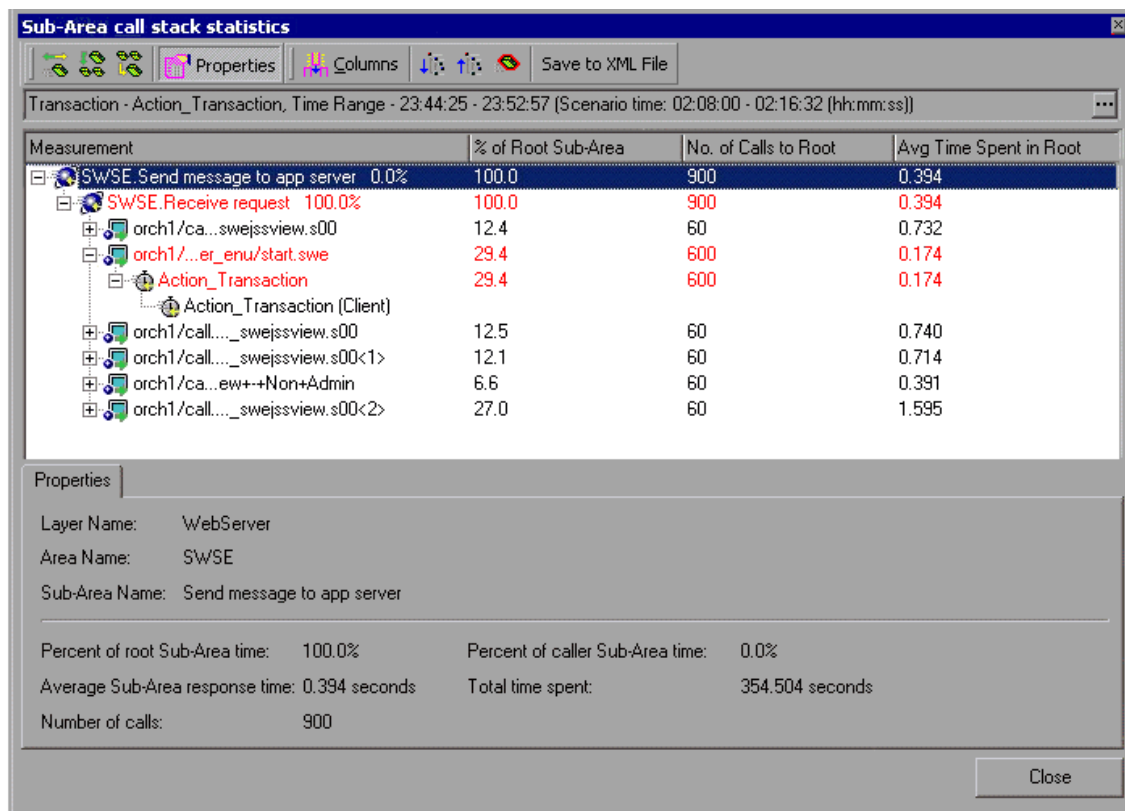 Sub-Area call stack statistics
Properties Columns Save to XML File
Transaction - Action_Transaction, Time Range - 23:44:25 - 23:52:57 (Scenario time: 02:08:00 - 02:16:32 (hh:mm:ss)) ...
Measurement % of Root Sub-Area No. of Calls to Root Avg Time Spent in Root
SWSE.Send message to app server 0.0% 100.0 900 0.394
SWSE.Receive request 100.0% 100.0 900 0.394
orch1/ca...swejssview.s00 12.4 60 0.732
orch1/...er_enu/start.swe 29.4 600 0.174
Action_Transaction 29.4 600 0.174
Action_Transaction (Client)
orch1/call...._swejssview.s00 12.5 60 0.740
orch1/call...._swejssview.s00<1> 12.1 60 0.714
orch1/ca...ew+-+Non+Admin 6.6 60 0.391
orch1/call...._swejssview.s00<2> 27.0 60 1.595
Properties
Layer Name: WebServer
Area Name: SWSE
Sub-Area Name: Send message to app server
Percent of root Sub-Area time: 100.0% Percent of caller Sub-Area time: 0.0%
Average Sub-Area response time: 0.394 seconds Total time spent: 354.504 seconds
Number of calls: 900
Close